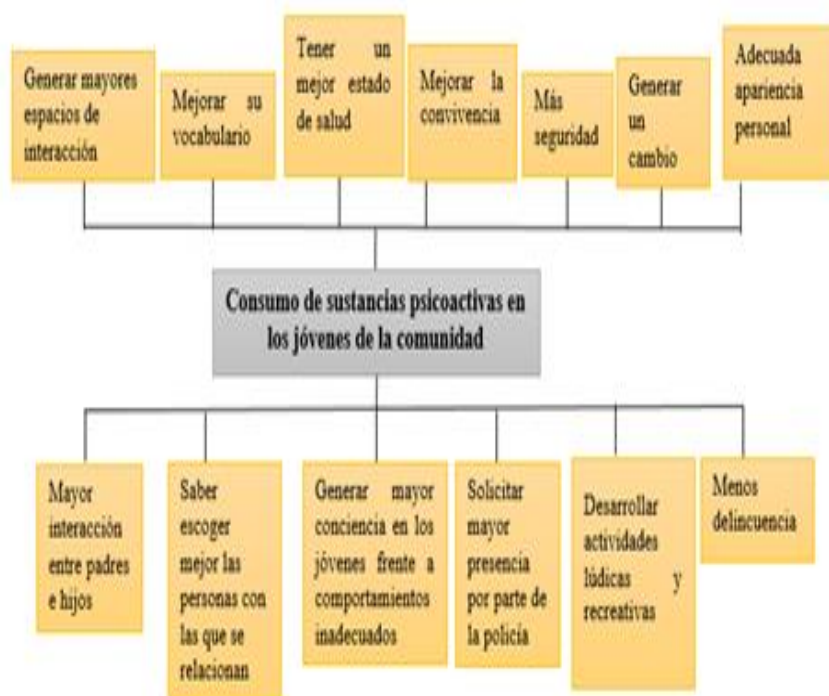 Generar mayores
espacios de
interacción
Mejorar su
vocabulario
Tener un
mejor estado
de salud
Mejorar la
convivencia
Más
seguridad
Generar
un
cambio
Adecuada
apariencia
personal
Consumo de sustancias psicoactivas en
los jóvenes de la comunidad
Mayor
interacción
entre padres
e hijos
Saber
escoger
mejor las
personas con
las que se
relacionan
Generar mayor
conciencia en los
jóvenes frente a
comportamientos
inadecuados
Solicitar
mayor
presencia
por parte de
la policía
Desarrollar
actividades
lúdicas y
recreativas
Menos
delincuencia